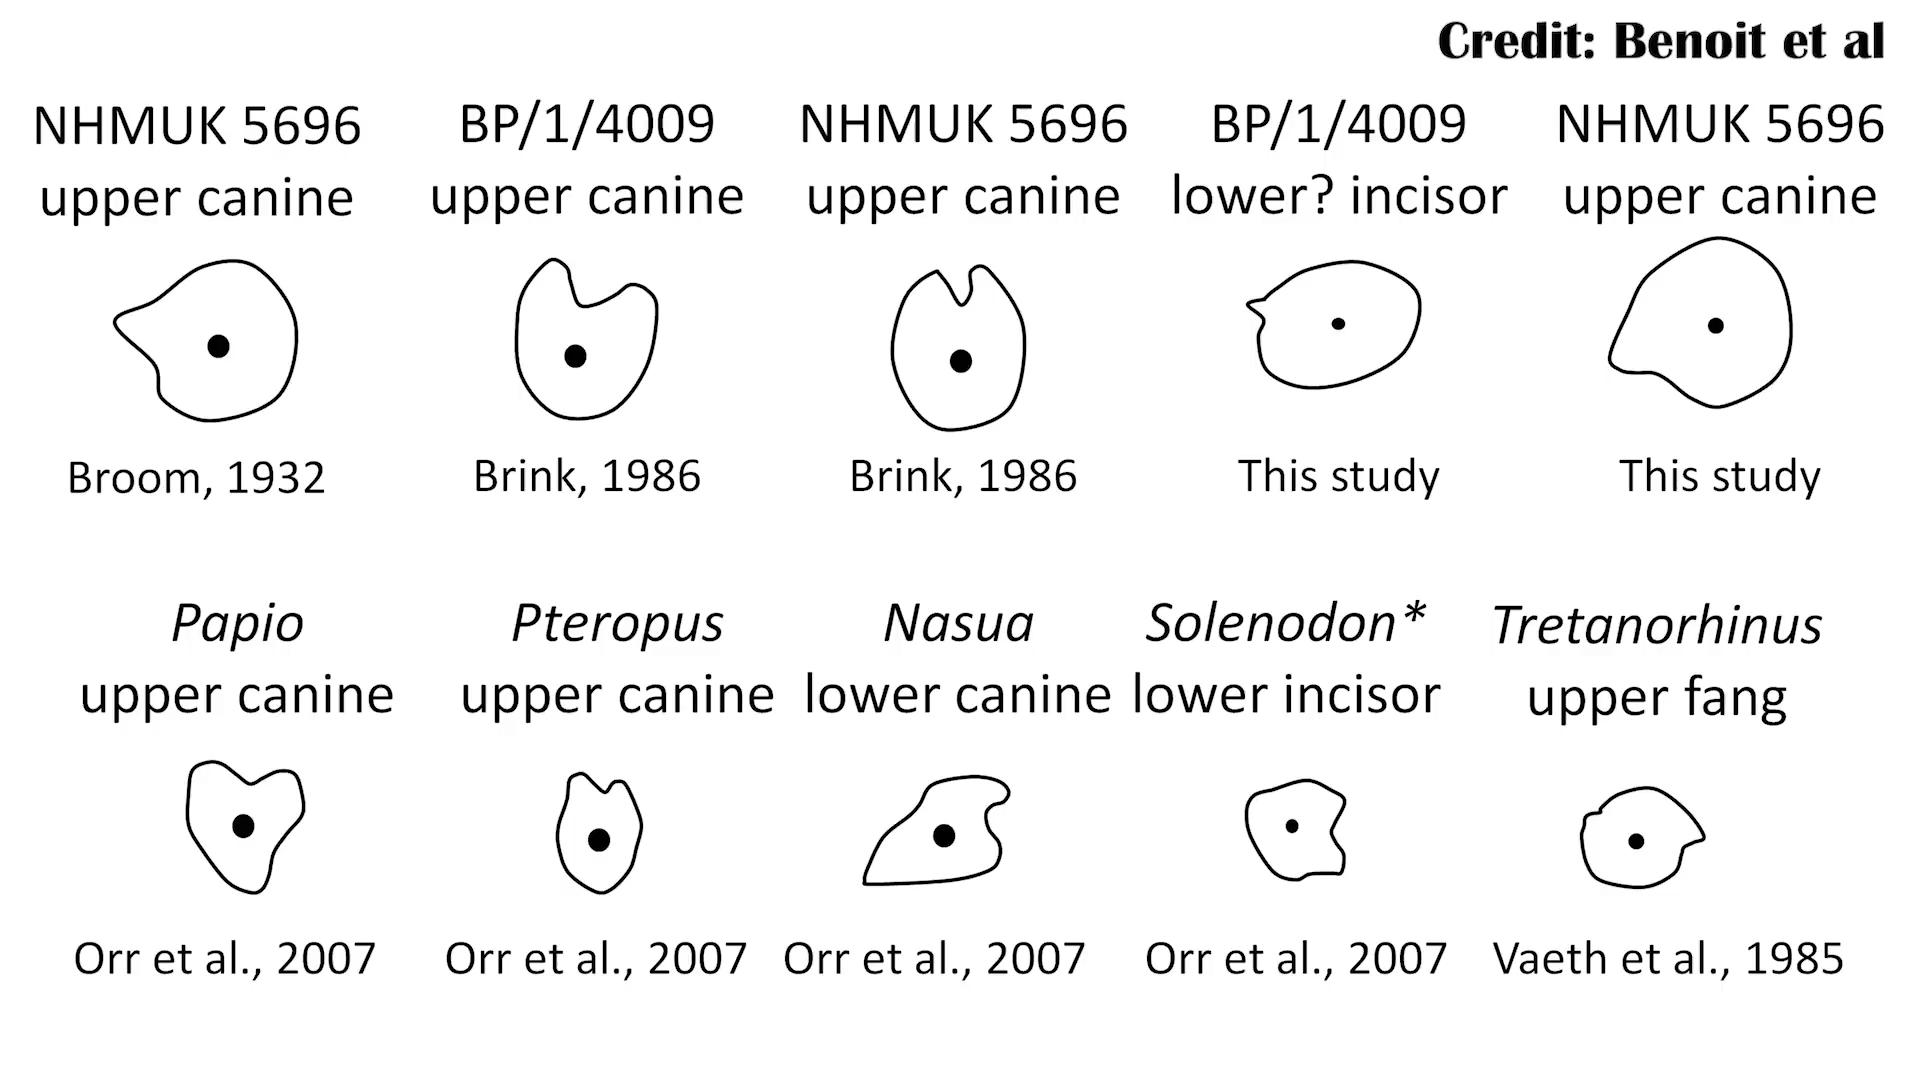 Credit: Benoit et al
NHMUK 5696
upper canine
BP/1/4009
upper canine
NHMUK 5696
upper canine
BP/1/4009
lower? incisor
NHMUK 5696
upper canine
Broom, 1932
Brink, 1986
Brink, 1986
This study
This study
Papio
upper canine
Pteropus
upper canine
Nasua
lower canine
Solenodon*
lower incisor
Tretanorhinus
upper fang
Orr et al., 2007
Orr et al., 2007
Orr et al., 2007
Orr et al., 2007
Vaeth et al., 1985